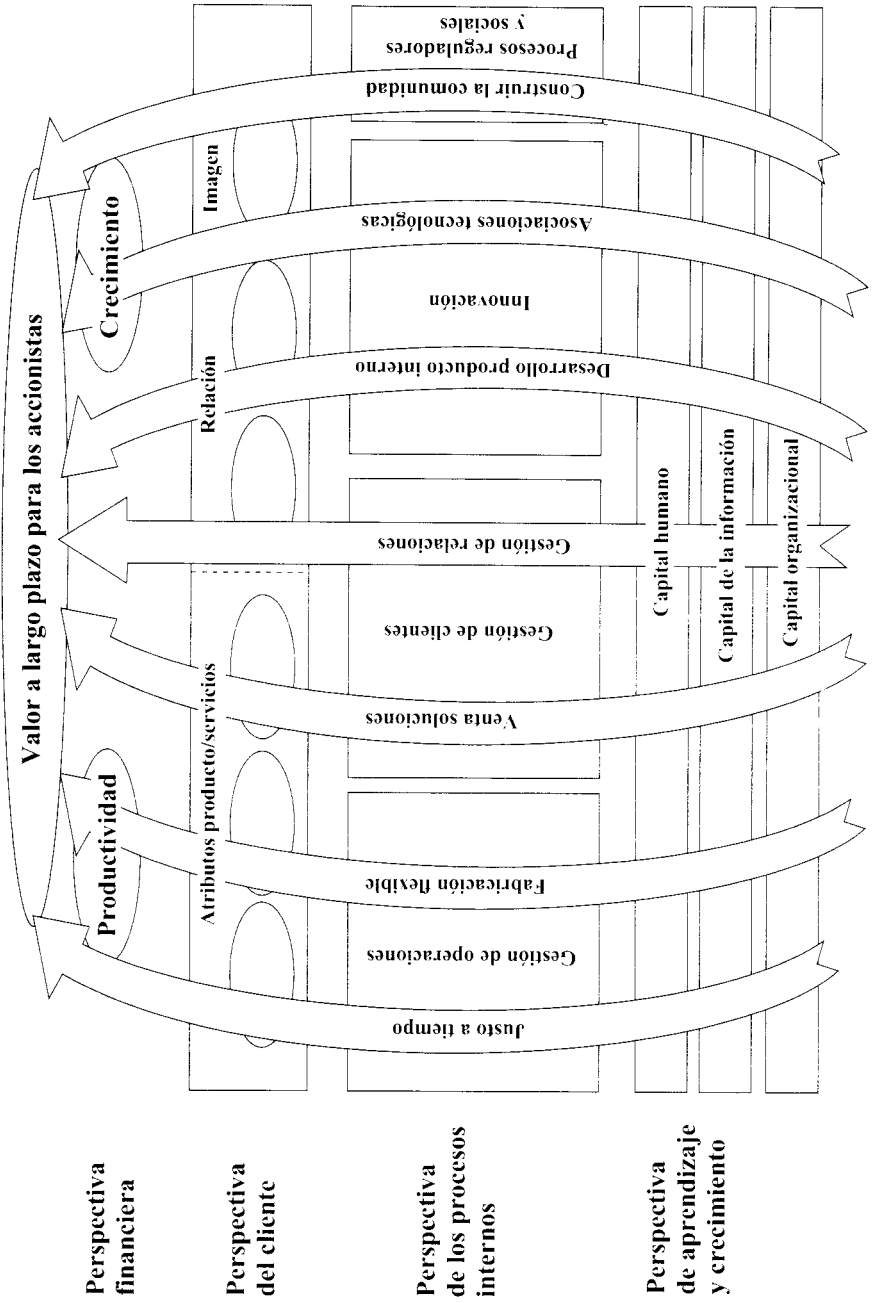 Valor a largo plazo para los accionistas
Perspectiva
financiera
Productividad
Crecimiento
Perspectiva
del cliente
Atributos producto/servicios
Relación
Imagen
Perspectiva
de los procesos
internos
Justo a tiempo
Gestión de operaciones
Fabricación flexible
Venta soluciones
Gestión de clientes
Gestión de relaciones
Desarrollo producto interno
Innovación
Asociaciones tecnológicas
Construir la comunidad
Procesos reguladores
y sociales
Perspectiva
de aprendizaje
y crecimiento
Capital humano
Capital de la información
Capital organizacional